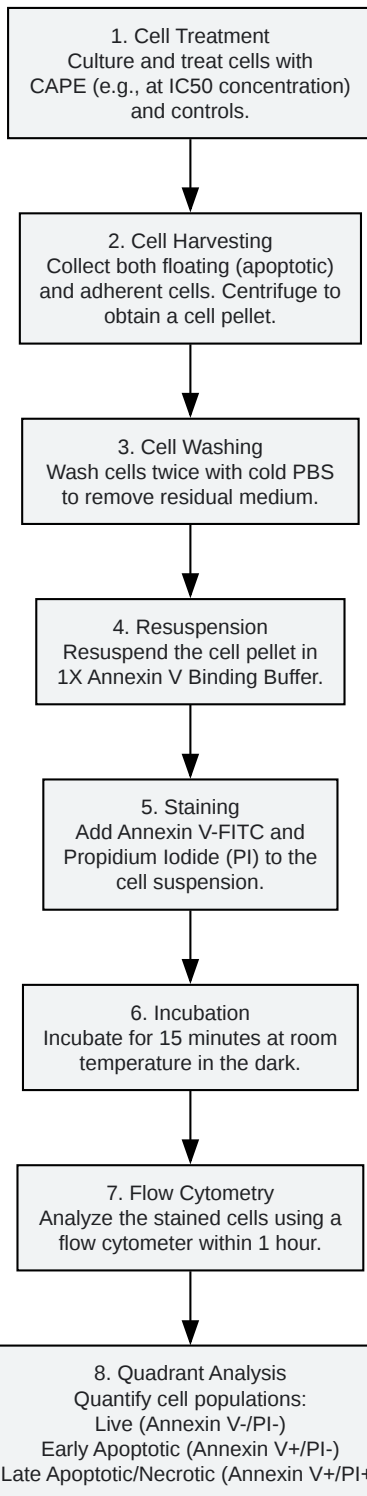 1. Cell Treatment
Culture and treat cells with
CAPE (e.g., at IC50 concentration)
and controls.
2. Cell Harvesting
Collect both floating (apoptotic)
and adherent cells. Centrifuge to
obtain a cell pellet.
3. Cell Washing
Wash cells twice with cold PBS
to remove residual medium.
4. Resuspension
Resuspend the cell pellet in
1X Annexin V Binding Buffer.
5. Staining
Add Annexin V-FITC and
Propidium Iodide (PI) to the
cell suspension.
6. Incubation
Incubate for 15 minutes at room
temperature in the dark.
7. Flow Cytometry
Analyze the stained cells using a
flow cytometer within 1 hour.
8. Quadrant Analysis
Quantify cell populations:
Live (Annexin V-/PI-)
Early Apoptotic (Annexin V+/PI-)
Late Apoptotic/Necrotic (Annexin V+/PI+